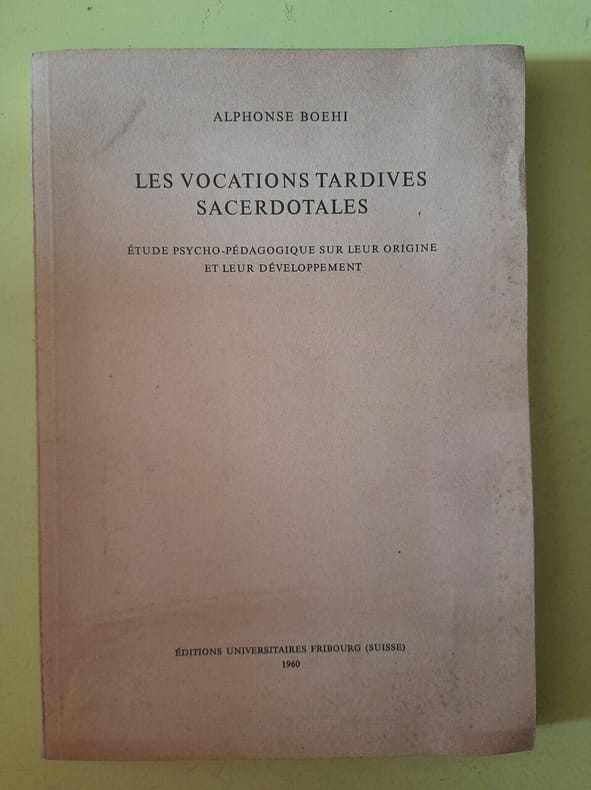 ALPHONSE BOEHI
LES VOCATIONS TARDIVES
SACERDOTALES
ÉTUDE PSYCHO-PÉDAGOGIQUE SUR LEUR ORIGINE
ET LEUR DÉVELOPPEMENT
ÉDITIONS UNIVERSITAIRES FRIBOURG (SUISSE)
1960